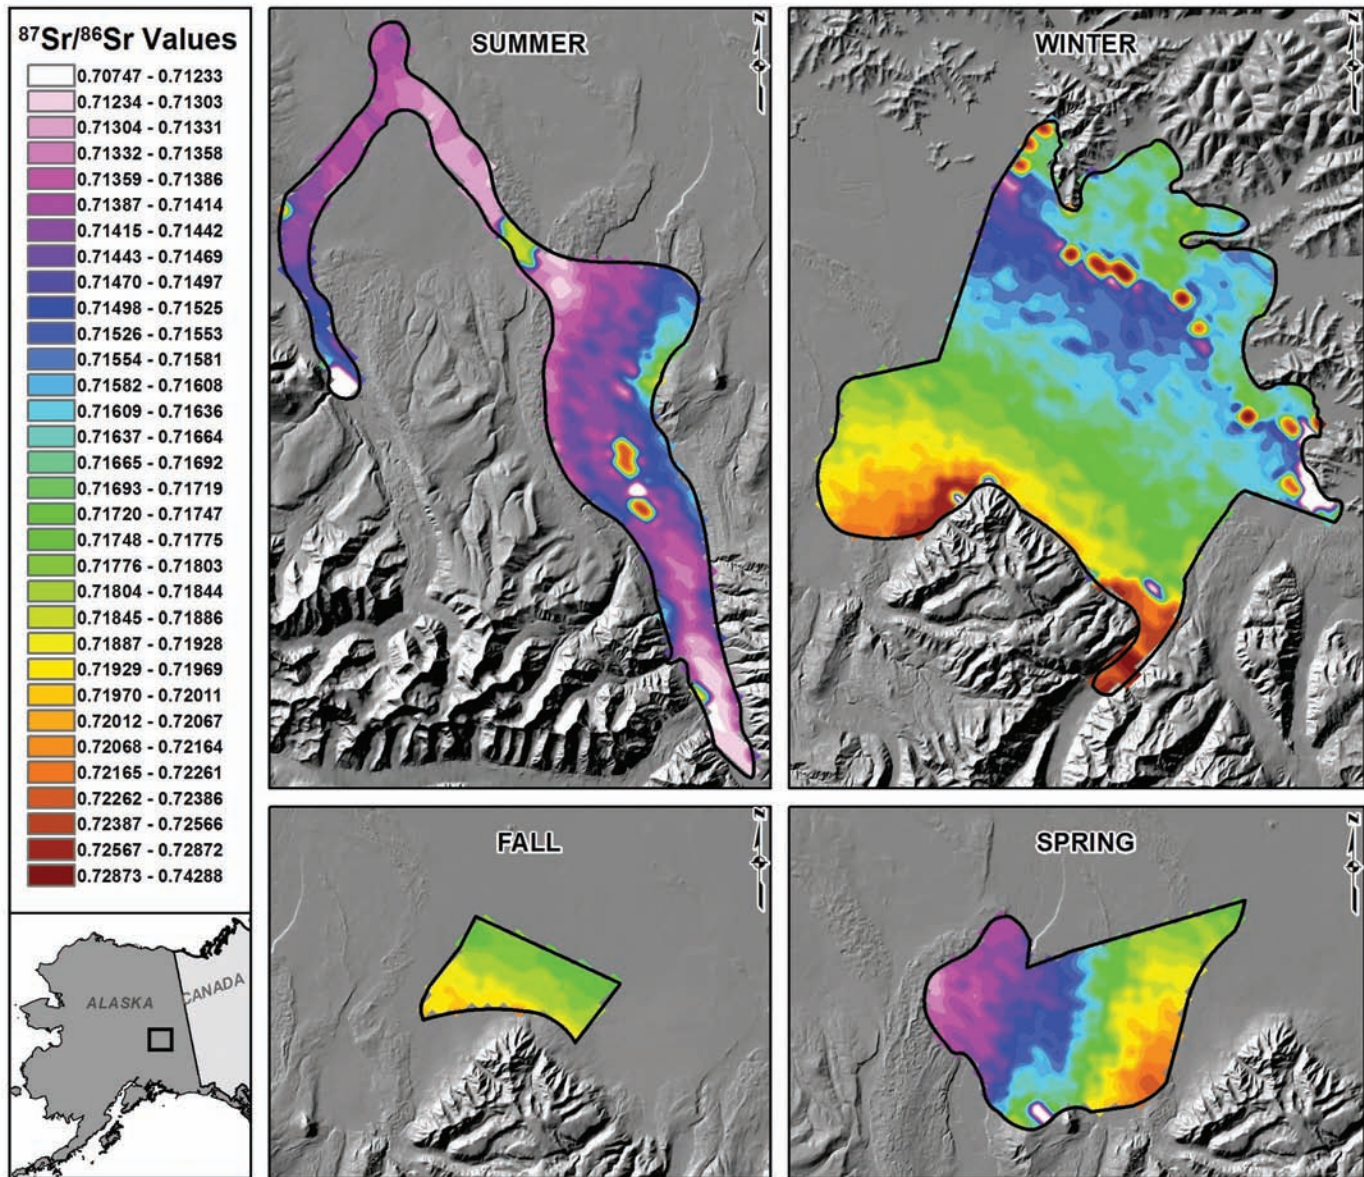 ⁸⁷Sr/⁸⁶Sr Values
0.70747 - 0.71233
0.71234 - 0.71303
0.71304 - 0.71331
0.71332 - 0.71358
0.71359 - 0.71386
0.71387 - 0.71414
0.71415 - 0.71442
0.71443 - 0.71469
0.71470 - 0.71497
0.71498 - 0.71525
0.71526 - 0.71553
0.71554 - 0.71581
0.71582 - 0.71608
0.71609 - 0.71636
0.71637 - 0.71664
0.71665 - 0.71692
0.71693 - 0.71719
0.71720 - 0.71747
0.71748 - 0.71775
0.71776 - 0.71803
0.71804 - 0.71844
0.71845 - 0.71886
0.71887 - 0.71928
0.71929 - 0.71969
0.71970 - 0.72011
0.72012 - 0.72067
0.72068 - 0.72164
0.72165 - 0.72261
0.72262 - 0.72386
0.72387 - 0.72566
0.72567 - 0.72872
0.72873 - 0.74288
ALASKA
CANADA
SUMMER
N
WINTER
N
FALL
N
SPRING
N